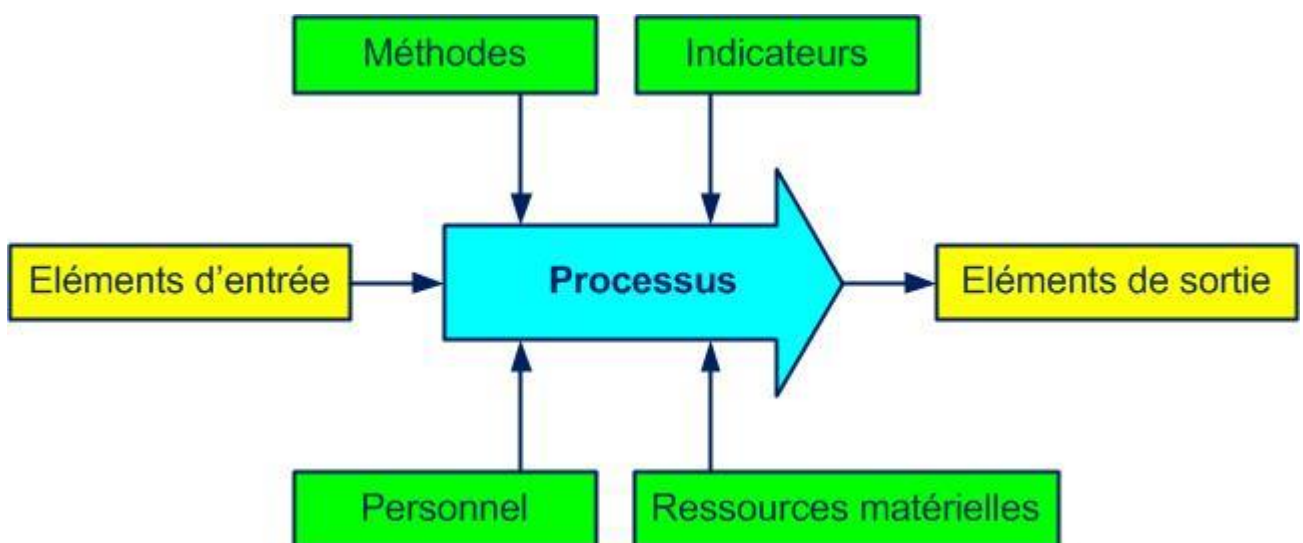 Méthodes
Indicateurs
Eléments d'entrée
Processus
Eléments de sortie
Personnel
Ressources matérielles